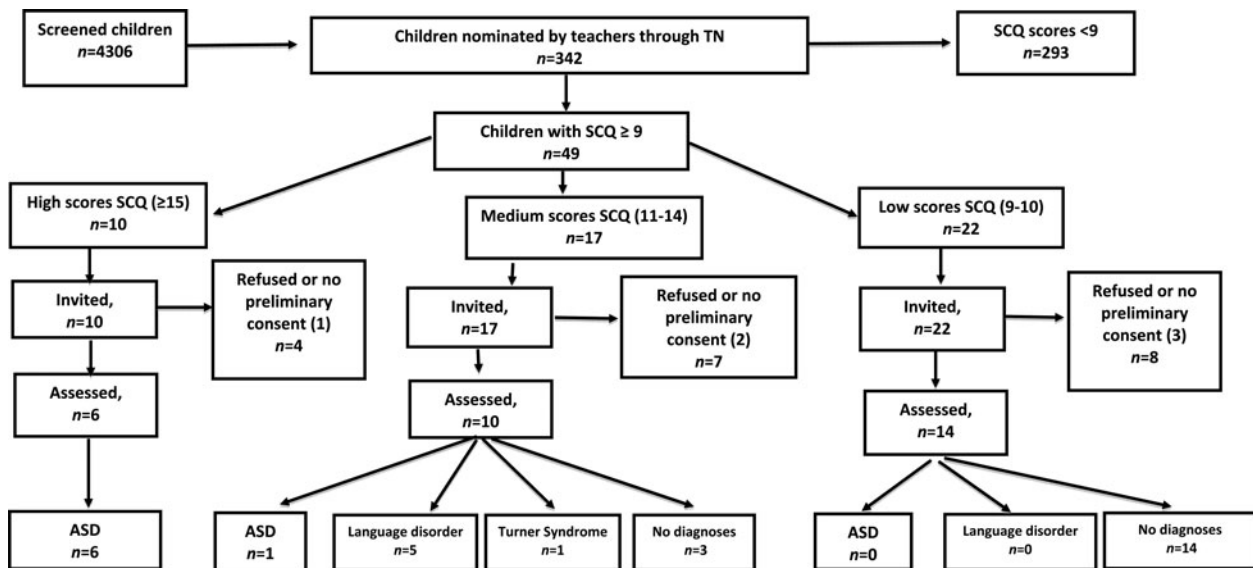 Screened children
n=4306
Children nominated by teachers through TN
n=342
SCQ scores <9
n=293
Children with SCQ ≥ 9
n=49
High scores SCQ (≥15)
n=10
Medium scores SCQ (11-14)
n=17
Low scores SCQ (9-10)
n=22
Invited,
n=10
Refused or no
preliminary
consent (1)
n=4
Invited,
n=17
Refused or no
preliminary
consent (2)
n=7
Invited,
n=22
Refused or no
preliminary
consent (3)
n=8
Assessed,
n=6
Assessed,
n=10
Assessed,
n=14
ASD
n=6
ASD
n=1
Language disorder
n=5
Turner Syndrome
n=1
No diagnoses
n=3
ASD
n=0
Language disorder
n=0
No diagnoses
n=14